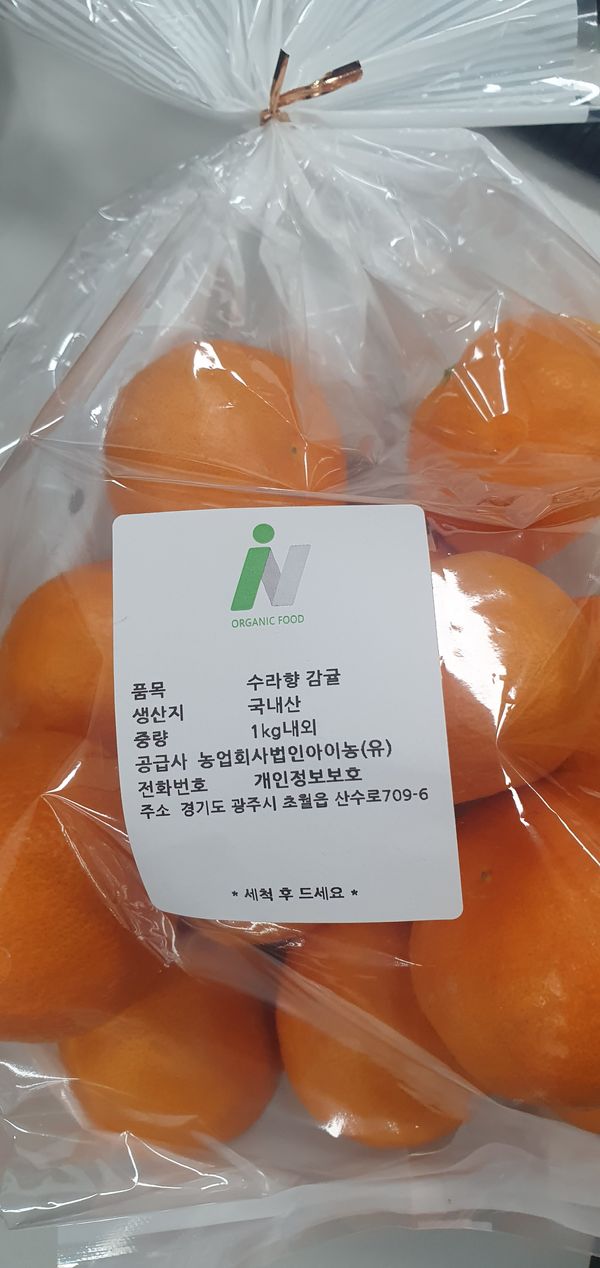 iN
ORGANIC FOOD
품목 수라향 감귤
생산지 국내산
중량 1kg내외
공급사 농업회사법인아이농(유)
전화번호 개인정보보호
주소 경기도 광주시 초월읍 산수로709-6
* 세척 후 드세요 *